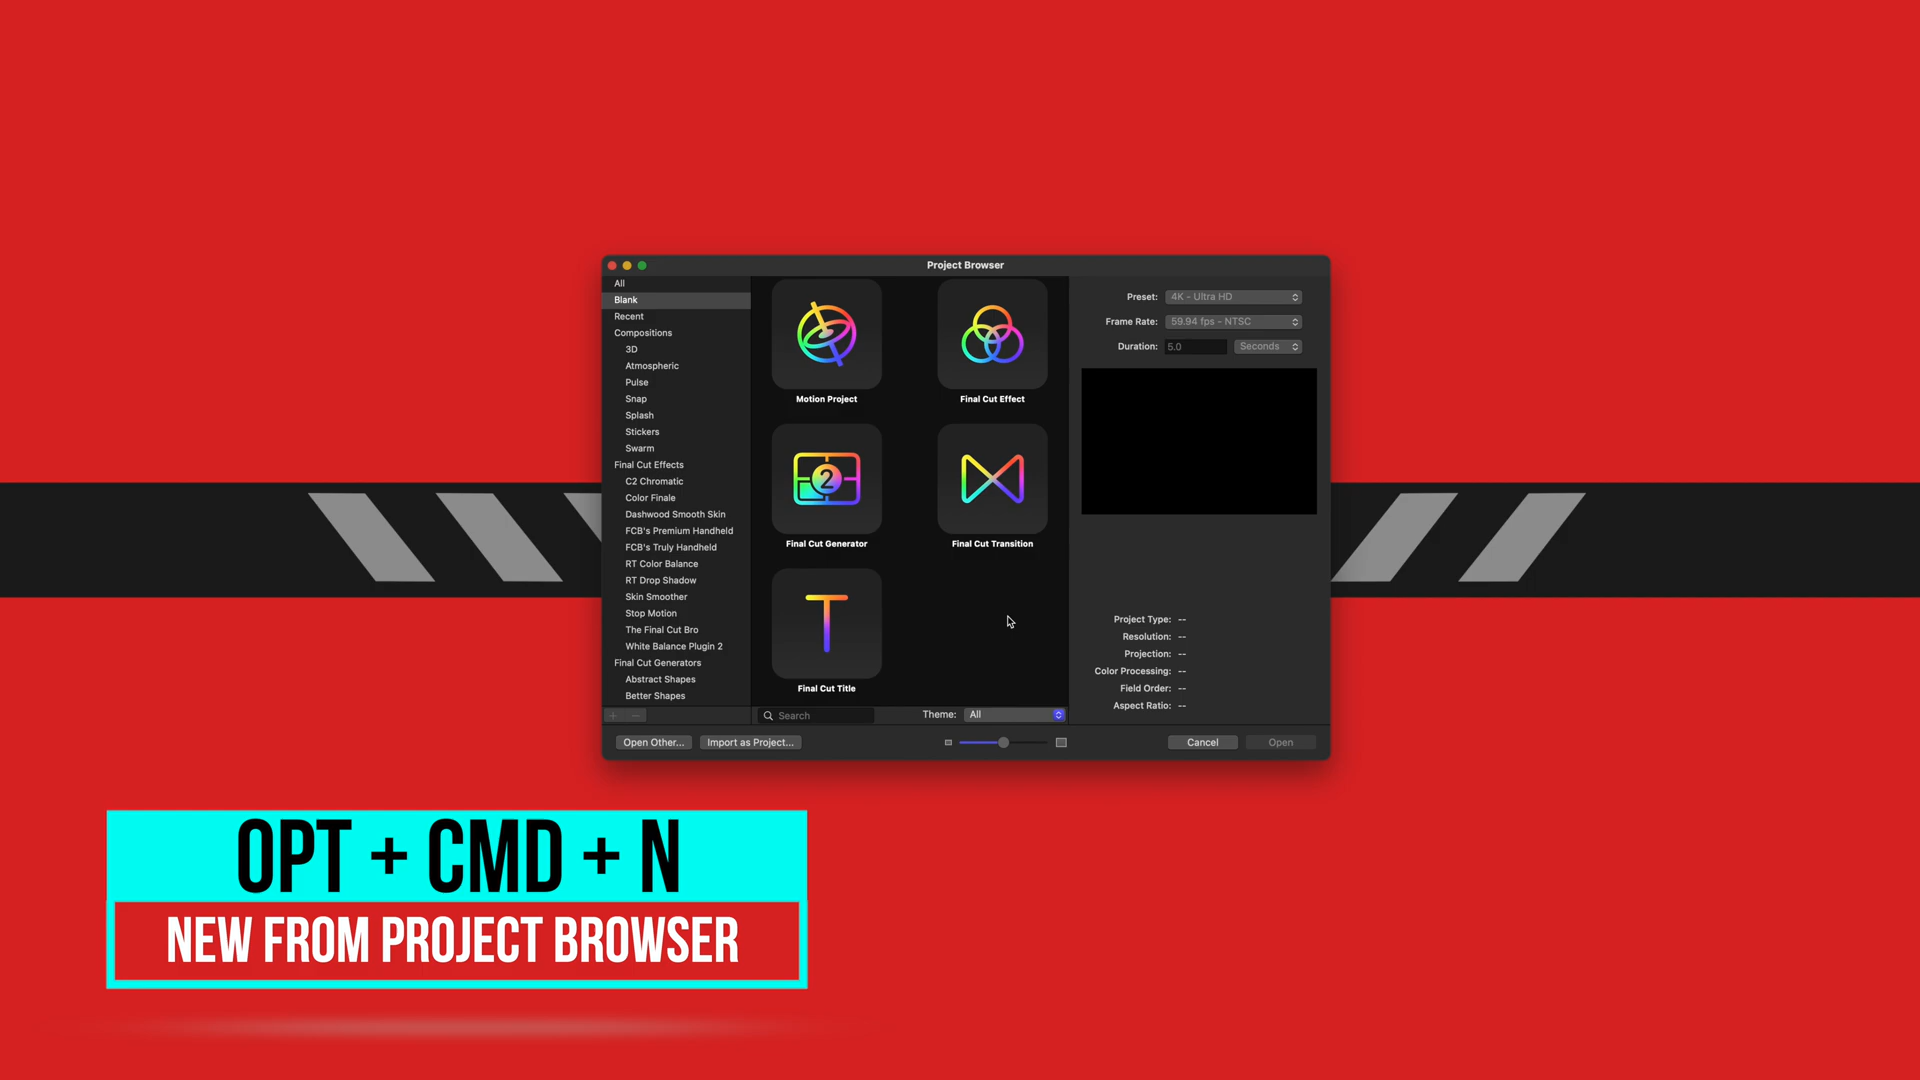 Project Browser
All
Blank
Recent
Compositions
3D
Atmospheric
Pulse
Snap
Splash
Stickers
Swarm
Final Cut Effects
C2 Chromatic
Color Finale
Dashwood Smooth Skin
FCB's Premium Handheld
FCB's Truly Handheld
RT Color Balance
RT Drop Shadow
Skin Smoother
Stop Motion
The Final Cut Bro
White Balance Plugin 2
Final Cut Generators
Abstract Shapes
Better Shapes
Motion Project
Final Cut Effect
2
Final Cut Generator
Final Cut Transition
T
Final Cut Title
Search
Theme: All
Preset: 4K - Ultra HD
Frame Rate: 59.94 fps - NTSC
Duration: 5.0 Seconds
Project Type: --
Resolution: --
Projection: --
Color Processing: --
Field Order: --
Aspect Ratio: --
Open Other...
Import as Project...
Cancel
Open
OPT + CMD + N
NEW FROM PROJECT BROWSER